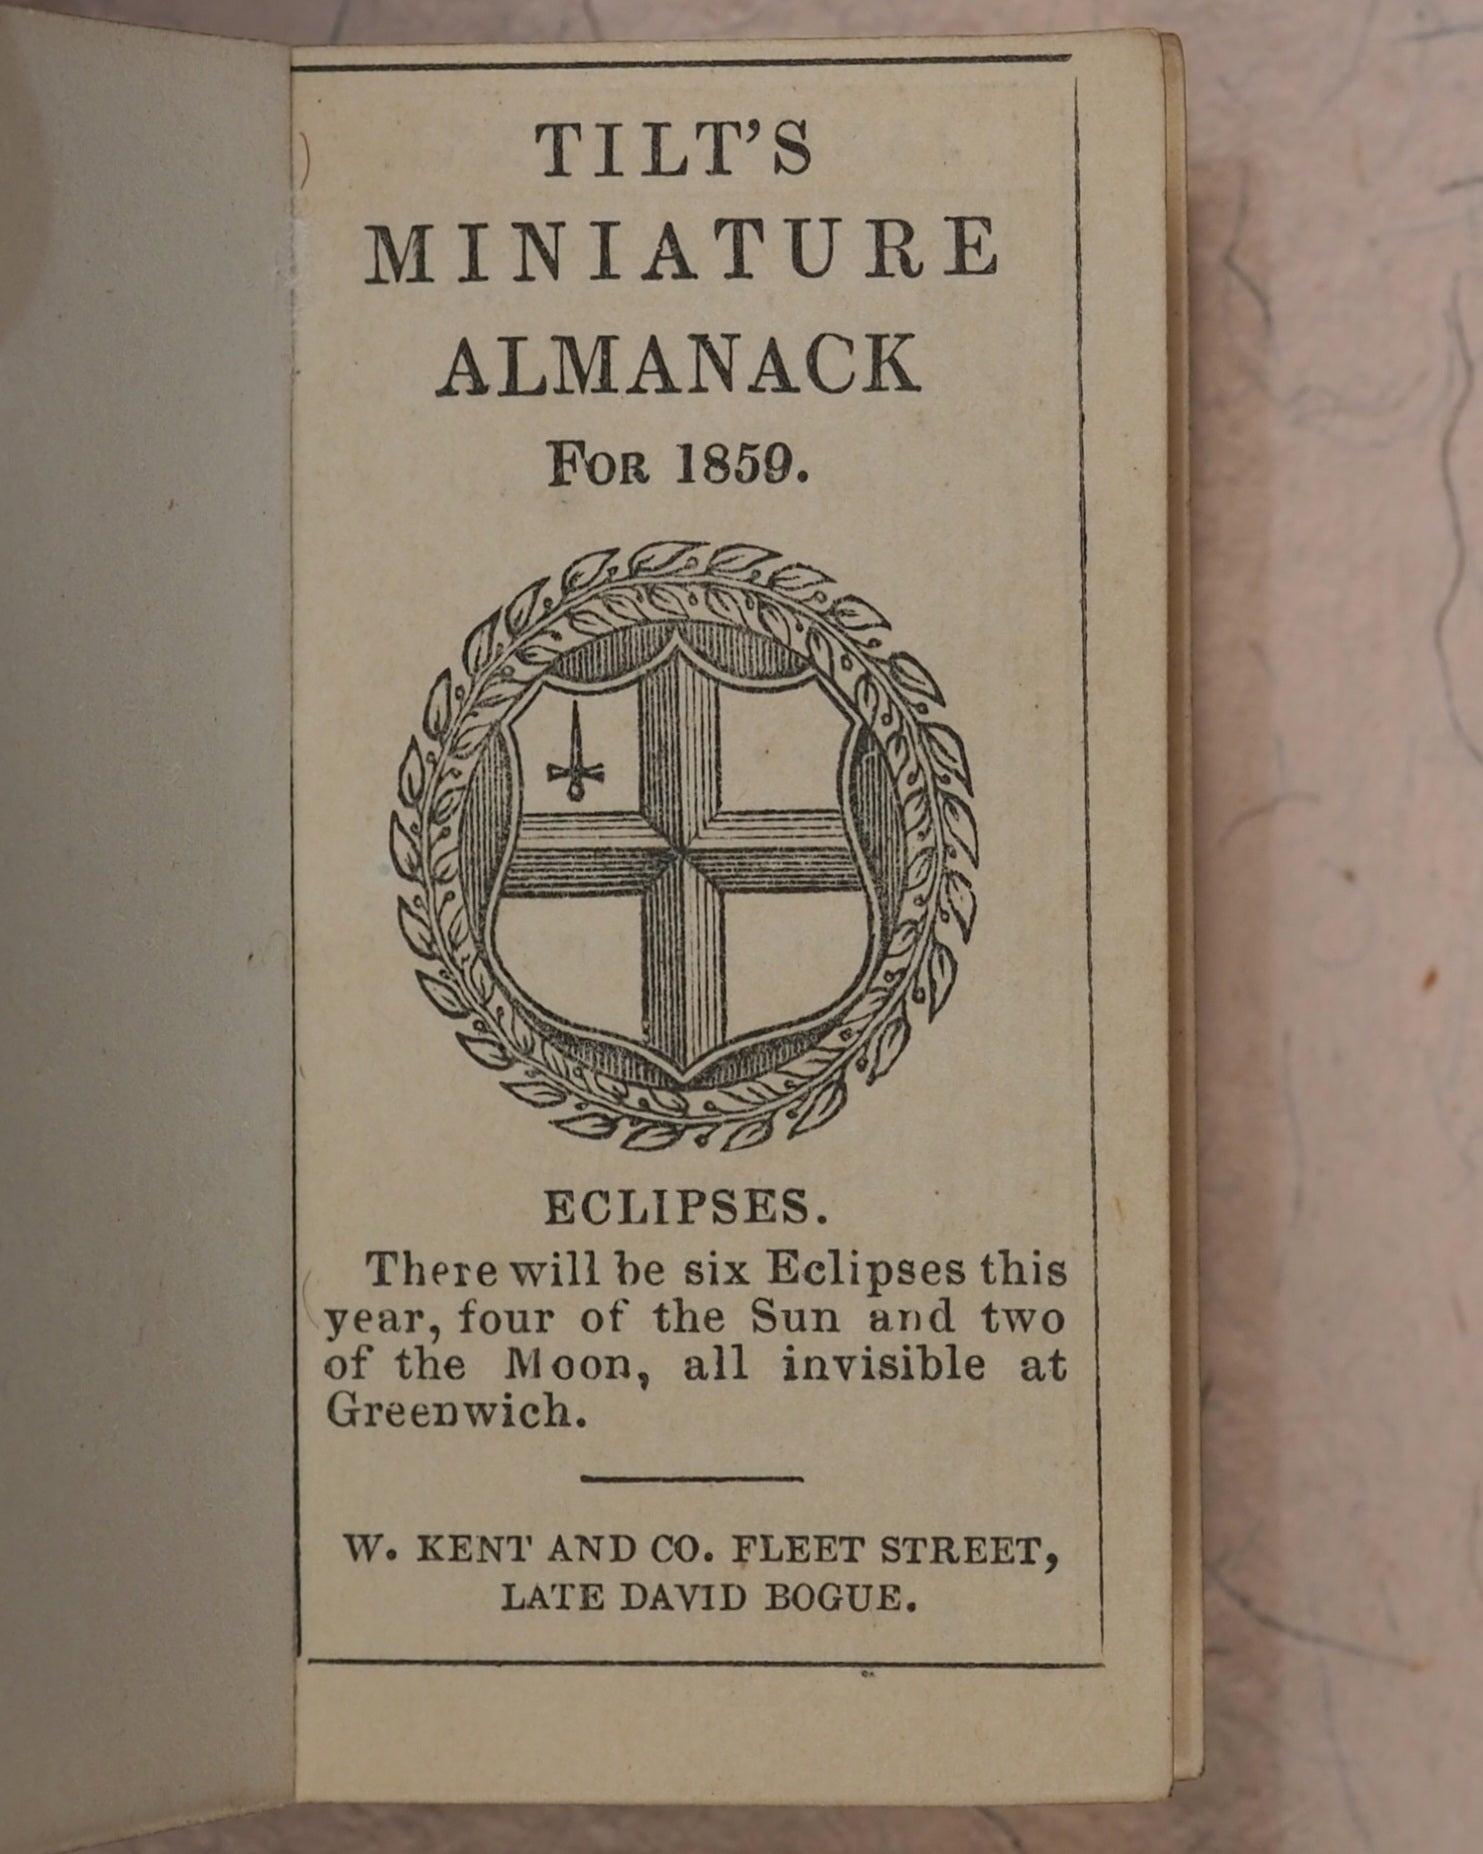 TILT'S
MINIATURE
ALMANACK
FOR 1859.
ECLIPSES.
There will be six Eclipses this
year, four of the Sun and two
of the Moon, all invisible at
Greenwich.
W. KENT AND CO. FLEET STREET,
LATE DAVID BOGUE.